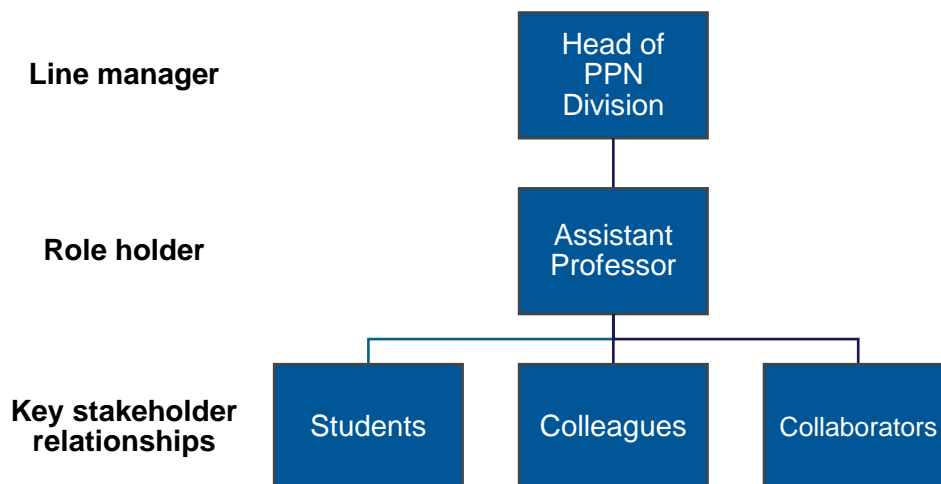 Line manager
Head of
PPN
Division
Role holder
Assistant
Professor
Key stakeholder
relationships
Students
Colleagues
Collaborators